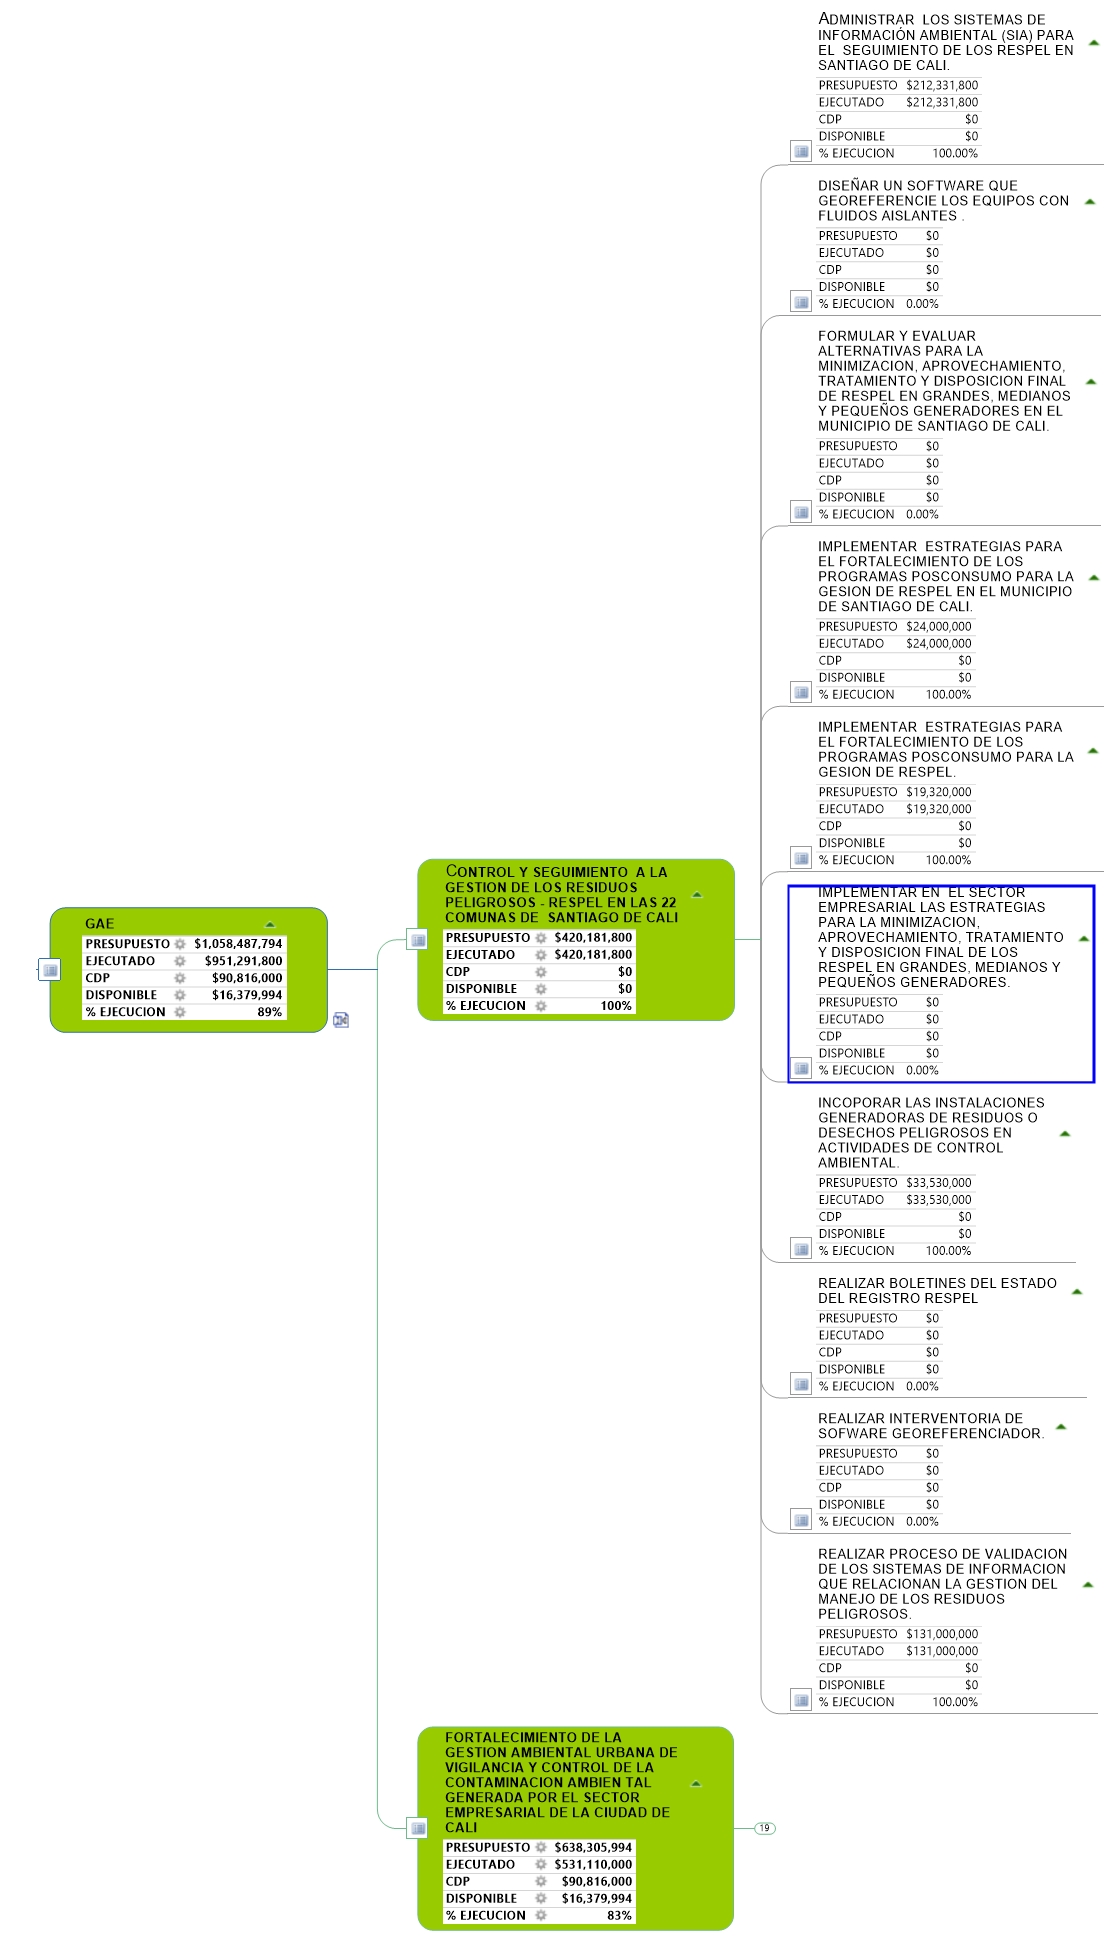 ADMINISTRAR LOS SISTEMAS DE
INFORMACIÓN AMBIENTAL (SIA) PARA
EL SEGUIMIENTO DE LOS RESPEL EN
SANTIAGO DE CALI.
PRESUPUESTO $212,331,800
EJECUTADO $212,331,800
CDP $0
DISPONIBLE $0
% EJECUCION 100.00%
DISEÑAR UN SOFTWARE QUE
GEOREFERENCIE LOS EQUIPOS CON
FLUIDOS AISLANTES .
PRESUPUESTO $0
EJECUTADO $0
CDP $0
DISPONIBLE $0
% EJECUCION 0.00%
FORMULAR Y EVALUAR
ALTERNATIVAS PARA LA
MINIMIZACION, APROVECHAMIENTO,
TRATAMIENTO Y DISPOSICION FINAL
DE RESPEL EN GRANDES, MEDIANOS
Y PEQUEÑOS GENERADORES EN EL
MUNICIPIO DE SANTIAGO DE CALI.
PRESUPUESTO $0
EJECUTADO $0
CDP $0
DISPONIBLE $0
% EJECUCION 0.00%
IMPLEMENTAR ESTRATEGIAS PARA
EL FORTALECIMIENTO DE LOS
PROGRAMAS POSCONSUMO PARA LA
GESION DE RESPEL EN EL MUNICIPIO
DE SANTIAGO DE CALI.
PRESUPUESTO $24,000,000
EJECUTADO $24,000,000
CDP $0
DISPONIBLE $0
% EJECUCION 100.00%
IMPLEMENTAR ESTRATEGIAS PARA
EL FORTALECIMIENTO DE LOS
PROGRAMAS POSCONSUMO PARA LA
GESION DE RESPEL.
PRESUPUESTO $19,320,000
EJECUTADO $19,320,000
CDP $0
DISPONIBLE $0
% EJECUCION 100.00%
GAE
PRESUPUESTO $1,058,487,794
EJECUTADO $951,291,800
CDP $90,816,000
DISPONIBLE $16,379,994
% EJECUCION 89%
CONTROL Y SEGUIMIENTO A LA
GESTION DE LOS RESIDUOS
PELIGROSOS - RESPEL EN LAS 22
COMUNAS DE SANTIAGO DE CALI
PRESUPUESTO $420,181,800
EJECUTADO $420,181,800
CDP $0
DISPONIBLE $0
% EJECUCION 100%
IMPLEMENTAR EN EL SECTOR
EMPRESARIAL LAS ESTRATEGIAS
PARA LA MINIMIZACION,
APROVECHAMIENTO, TRATAMIENTO
Y DISPOSICION FINAL DE LOS
RESPEL EN GRANDES, MEDIANOS Y
PEQUEÑOS GENERADORES.
PRESUPUESTO $0
EJECUTADO $0
CDP $0
DISPONIBLE $0
% EJECUCION 0.00%
INCOPORAR LAS INSTALACIONES
GENERADORAS DE RESIDUOS O
DESECHOS PELIGROSOS EN
ACTIVIDADES DE CONTROL
AMBIENTAL.
PRESUPUESTO $33,530,000
EJECUTADO $33,530,000
CDP $0
DISPONIBLE $0
% EJECUCION 100.00%
REALIZAR BOLETINES DEL ESTADO
DEL REGISTRO RESPEL
PRESUPUESTO $0
EJECUTADO $0
CDP $0
DISPONIBLE $0
% EJECUCION 0.00%
REALIZAR INTERVENTORIA DE
SOFWARE GEOREFERENCIADOR.
PRESUPUESTO $0
EJECUTADO $0
CDP $0
DISPONIBLE $0
% EJECUCION 0.00%
REALIZAR PROCESO DE VALIDACION
DE LOS SISTEMAS DE INFORMACION
QUE RELACIONAN LA GESTION DEL
MANEJO DE LOS RESIDUOS
PELIGROSOS.
PRESUPUESTO $131,000,000
EJECUTADO $131,000,000
CDP $0
DISPONIBLE $0
% EJECUCION 100.00%
FORTALECIMIENTO DE LA
GESTION AMBIENTAL URBANA DE
VIGILANCIA Y CONTROL DE LA
CONTAMINACION AMBIEN TAL
GENERADA POR EL SECTOR
EMPRESARIAL DE LA CIUDAD DE
CALI
PRESUPUESTO $638,305,994
EJECUTADO $531,110,000
CDP $90,816,000
DISPONIBLE $16,379,994
% EJECUCION 83%
19